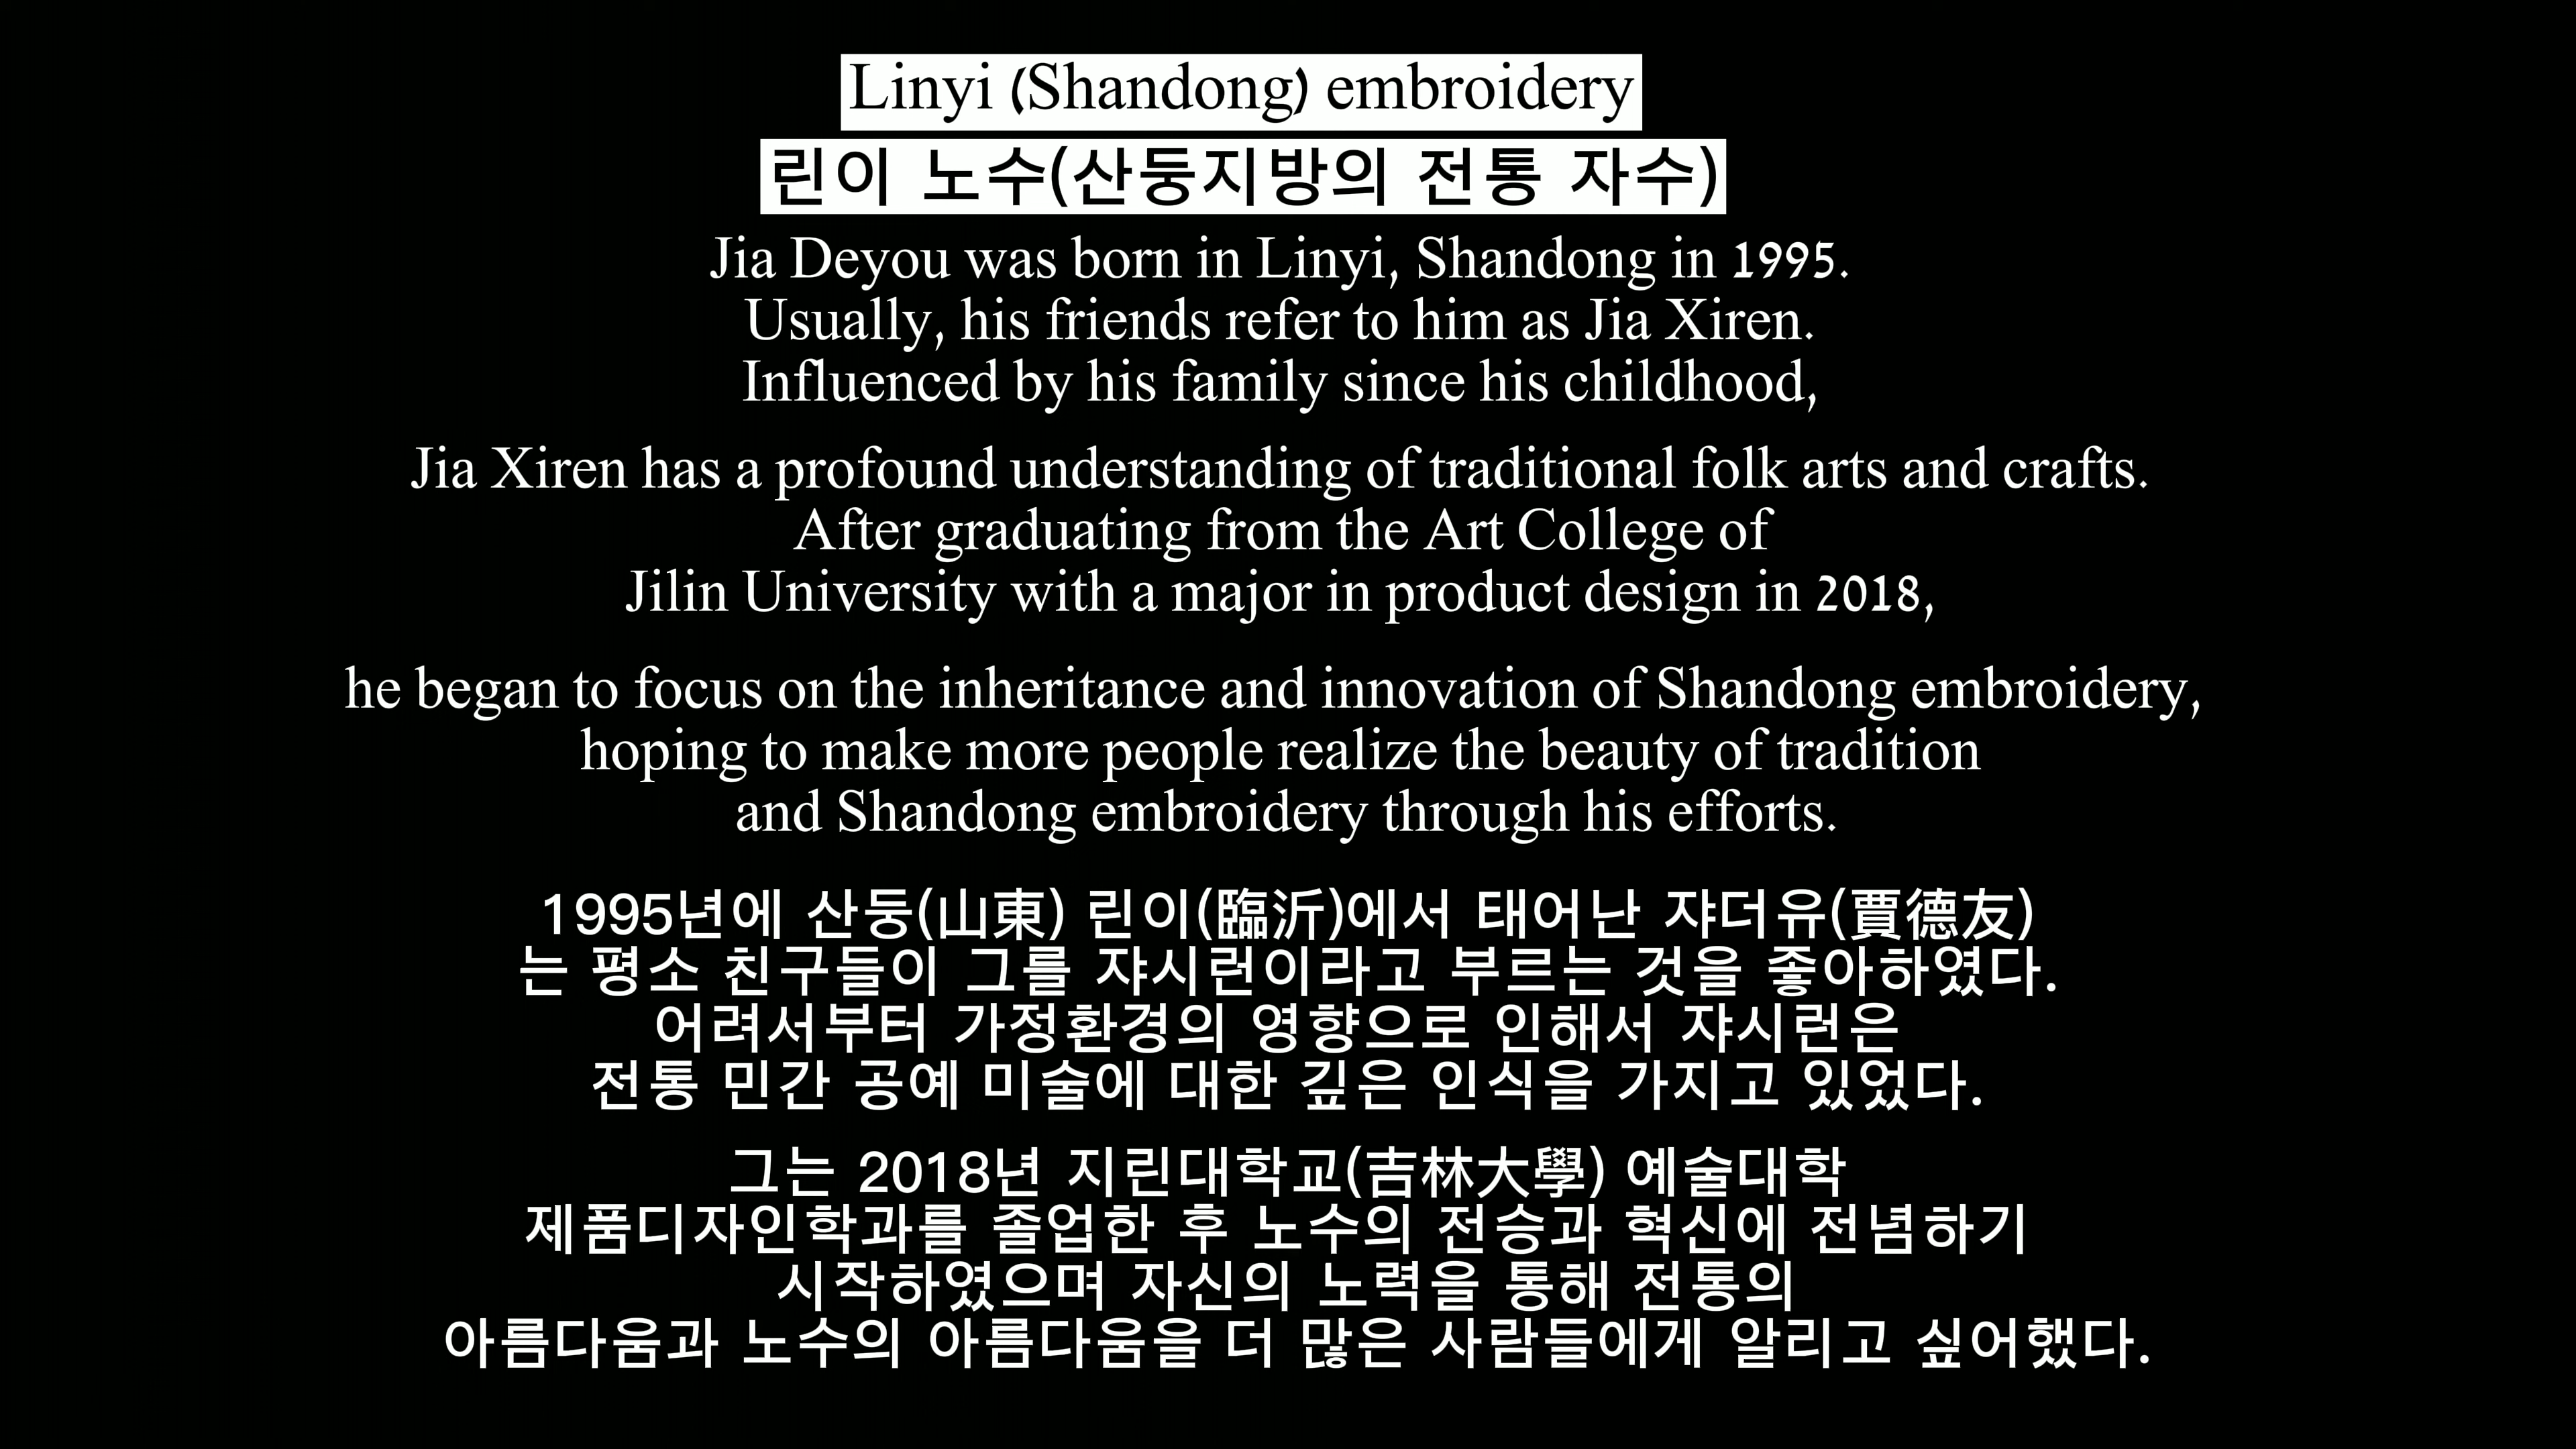 Linyi (Shandong) embroidery
린이 노수(산둥지방의 전통 자수)
Jia Deyou was born in Linyi, Shandong in 1995.
Usually, his friends refer to him as Jia Xiren.
Influenced by his family since his childhood,
Jia Xiren has a profound understanding of traditional folk arts and crafts.
After graduating from the Art College of
Jilin University with a major in product design in 2018,
he began to focus on the inheritance and innovation of Shandong embroidery,
hoping to make more people realize the beauty of tradition
and Shandong embroidery through his efforts.
1995년에 산둥(山東) 린이(臨沂)에서 태어난 쟈더유(賈德友)
는 평소 친구들이 그를 쟈시런이라고 부르는 것을 좋아하였다.
어려서부터 가정환경의 영향으로 인해서 쟈시런은
전통 민간 공예 미술에 대한 깊은 인식을 가지고 있었다.
그는 2018년 지린대학교(吉林大學) 예술대학
제품디자인학과를 졸업한 후 노수의 전승과 혁신에 전념하기
시작하였으며 자신의 노력을 통해 전통의
아름다움과 노수의 아름다움을 더 많은 사람들에게 알리고 싶어했다.